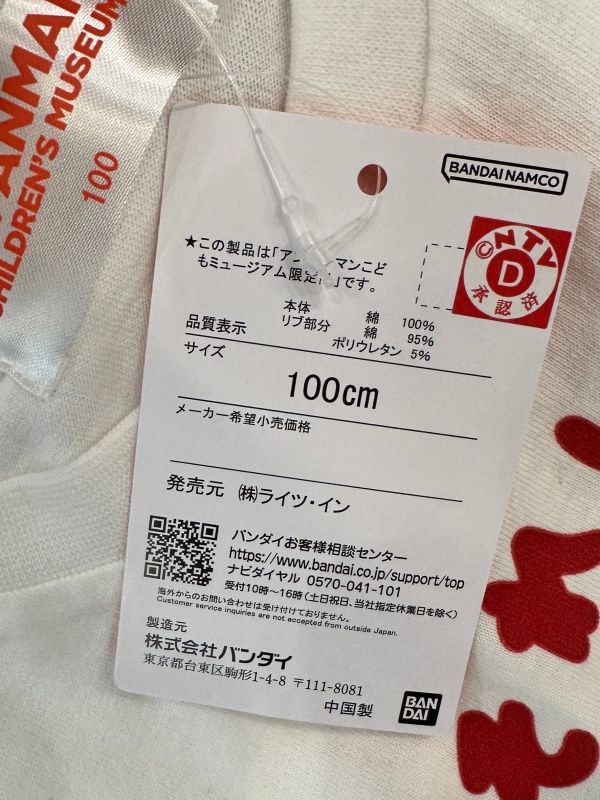 ANMAN
CHILDREN'S MUSEUM
100
BANDAI NAMCO
CNTV
D
承認済
★この製品は「アン マンこど
もミュージアム限定 」です。
本体 綿 100%
リブ部分 綿 95%
ポリウレタン 5%
品質表示
サイズ
100cm
メーカー希望小売価格
発売元 (株)ライツ・イン
バンダイお客様相談センター
https://www.bandai.co.jp/support/top
ナビダイヤル 0570-041-101
受付10時~16時(土日祝日、当社指定休業日を除く)
海外からのお問い合わせは受け付けておりません。
Customer service inquiries are not accepted from outside Japan.
製造元
株式会社バンダイ
東京都台東区駒形1-4-8 〒111-8081
中国製
BAN
DAI
それ